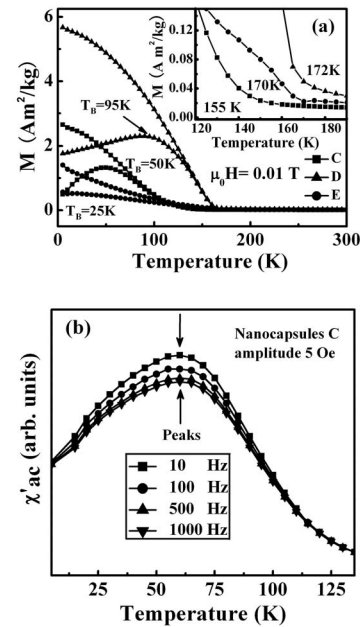 (a)
M (Am²/kg)
6
4
2
0
0
100
200
300
Temperature (K)
T_B=95K
T_B=50K
T_B=25K
μ₀H= 0.01 T
C
D
E
M (Am²/kg)
0.12
0.08
0.04
0.00
120
140
160
180
Temperature (K)
155 K
170K
172K
(b)
χ'ac (arb. units)
Nanocapsules C
amplitude 5 Oe
Peaks
10 Hz
100 Hz
500 Hz
1000 Hz
25
50
75
100
125
Temperature (K)